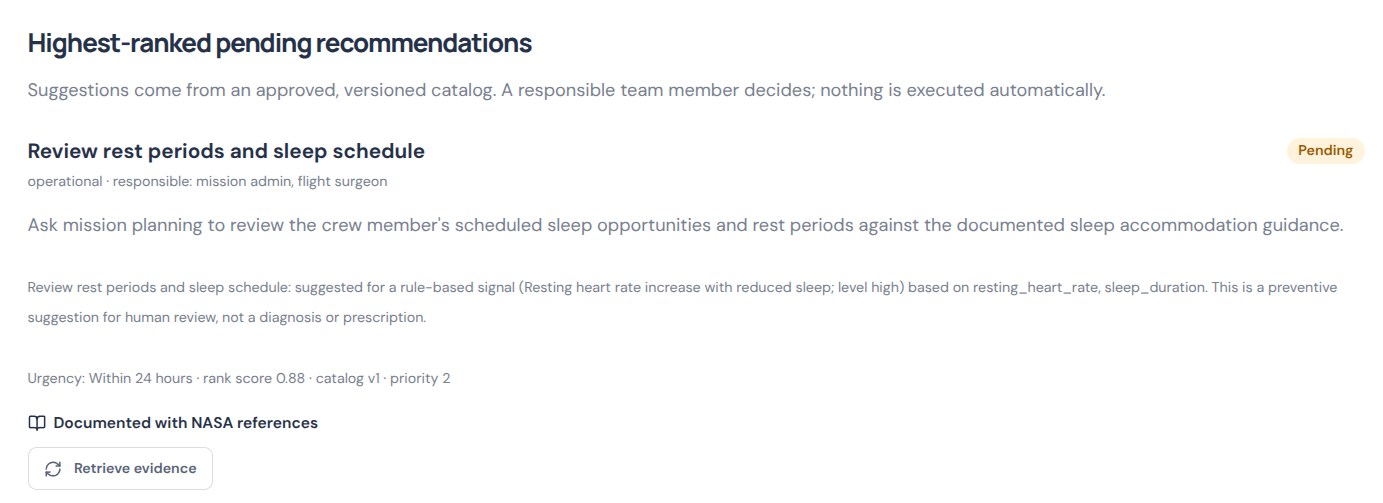 Highest-ranked pending recommendations
Suggestions come from an approved, versioned catalog. A responsible team member decides; nothing is executed automatically.
Review rest periods and sleep schedule
Pending
operational · responsible: mission admin, flight surgeon
Ask mission planning to review the crew member's scheduled sleep opportunities and rest periods against the documented sleep accommodation guidance.
Review rest periods and sleep schedule: suggested for a rule-based signal (Resting heart rate increase with reduced sleep; level high) based on resting_heart_rate, sleep_duration. This is a preventive
suggestion for human review, not a diagnosis or prescription.
Urgency: Within 24 hours · rank score 0.88 · catalog v1 · priority 2
Documented with NASA references
Retrieve evidence